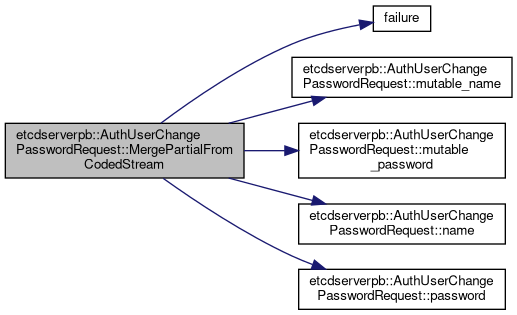 failure
etcdserverpb::AuthUserChange
PasswordRequest::mutable_name
etcdserverpb::AuthUserChange
PasswordRequest::MergePartialFrom
CodedStream
etcdserverpb::AuthUserChange
PasswordRequest::mutable
_password
etcdserverpb::AuthUserChange
PasswordRequest::name
etcdserverpb::AuthUserChange
PasswordRequest::password